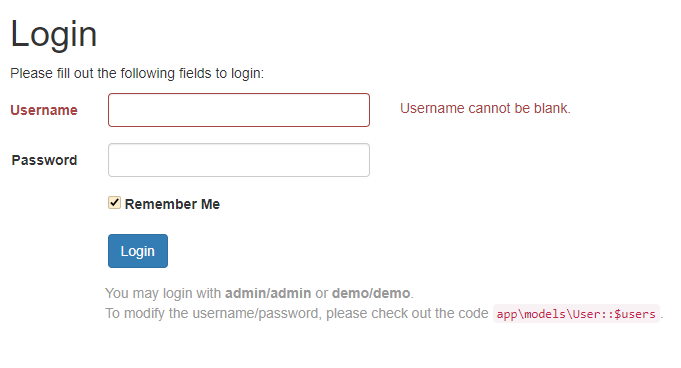 Login
Please fill out the following fields to login:
Username Username cannot be blank.
Password
Remember Me
Login
You may login with admin/admin or demo/demo.
To modify the username/password, please check out the code app\models\User::$users.